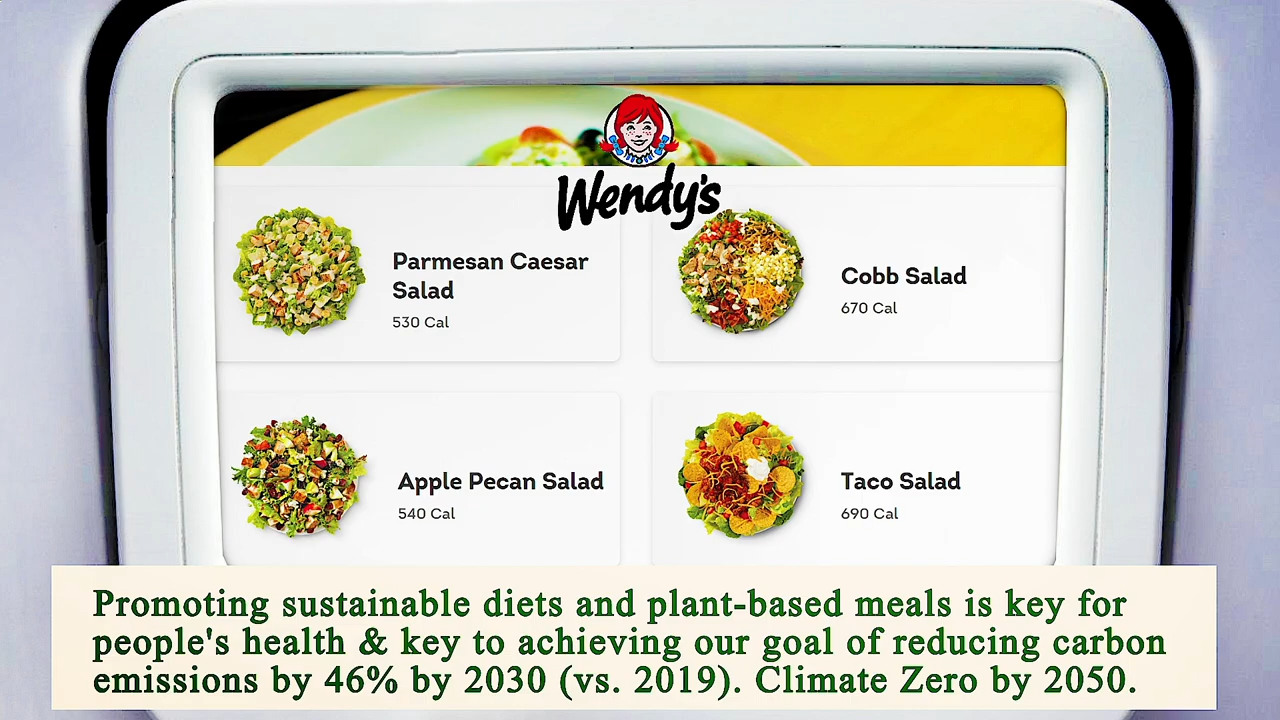 Wendy's
Parmesan Caesar
Salad
530 Cal
Cobb Salad
670 Cal
Apple Pecan Salad
540 Cal
Taco Salad
690 Cal
Promoting sustainable diets and plant-based meals is key for
people's health & key to achieving our goal of reducing carbon
emissions by 46% by 2030 (vs. 2019). Climate Zero by 2050.